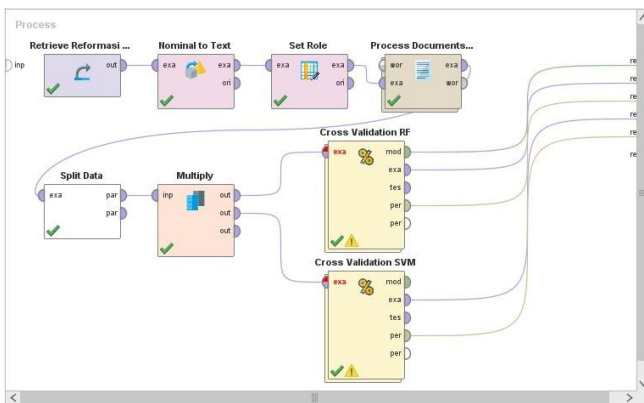 Process
Retrieve Reformasi ...
Nominal to Text
Set Role
Process Documents...
inp
out
exa
exa
ori
exa
exa
ori
wor
exa
exa
wor
re
re
re
re
re
re
Cross Validation RF
exa
mod
exa
tes
per
per
Split Data
exa
par
par
Multiply
inp
out
out
out
Cross Validation SVM
exa
mod
exa
tes
per
per